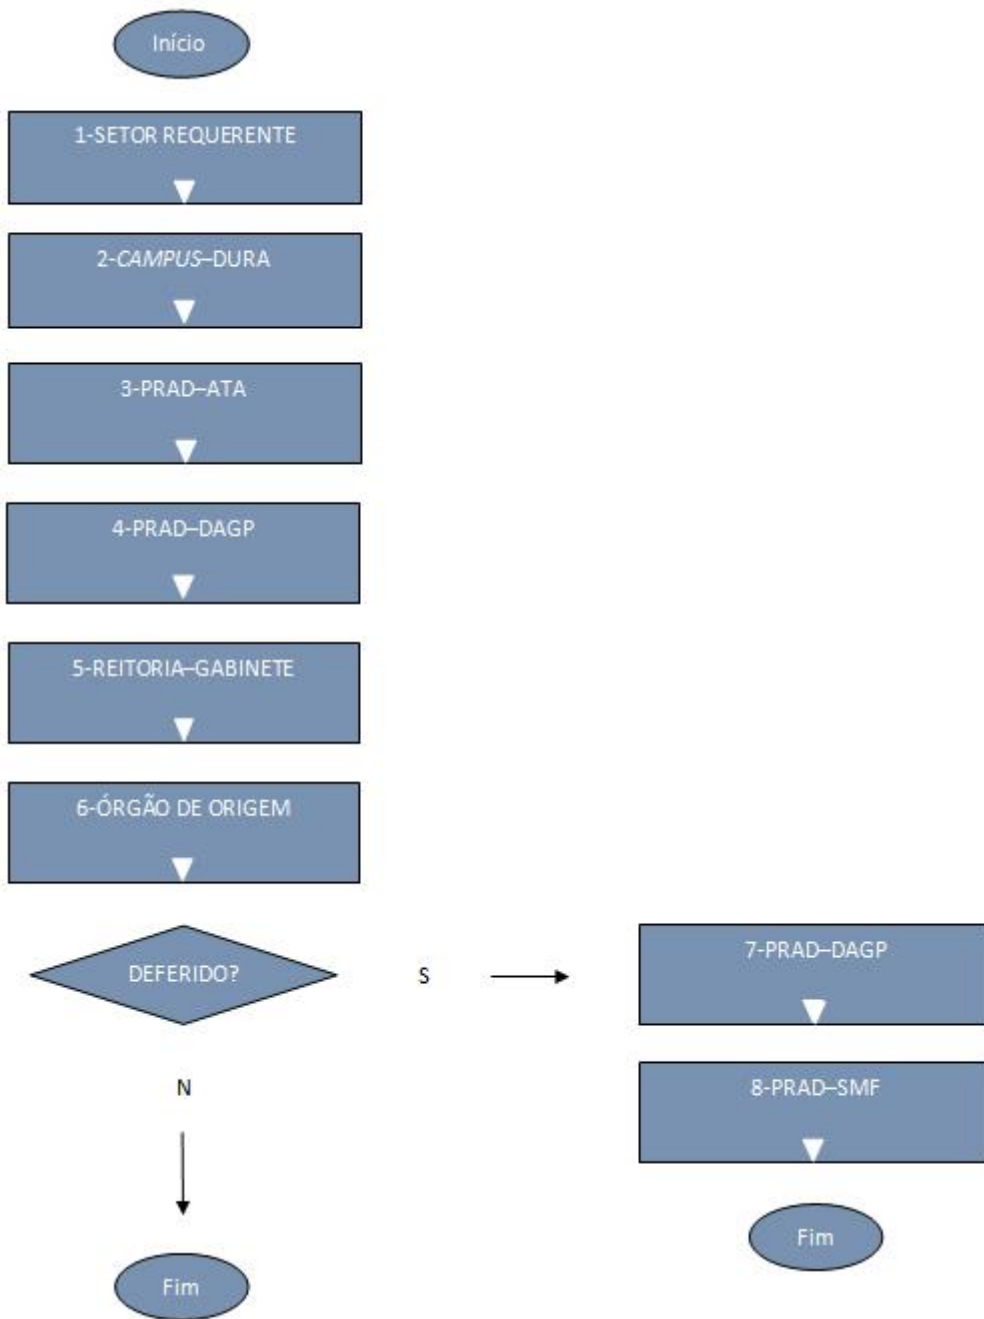 Início
1-SETOR REQUERENTE
2-CAMPUS–DURA
3-PRAD–ATA
4-PRAD–DAGP
5-REITORIA–GABINETE
6-ÓRGÃO DE ORIGEM
DEFERIDO?
S
N
Fim
7-PRAD–DAGP
8-PRAD–SMF
Fim